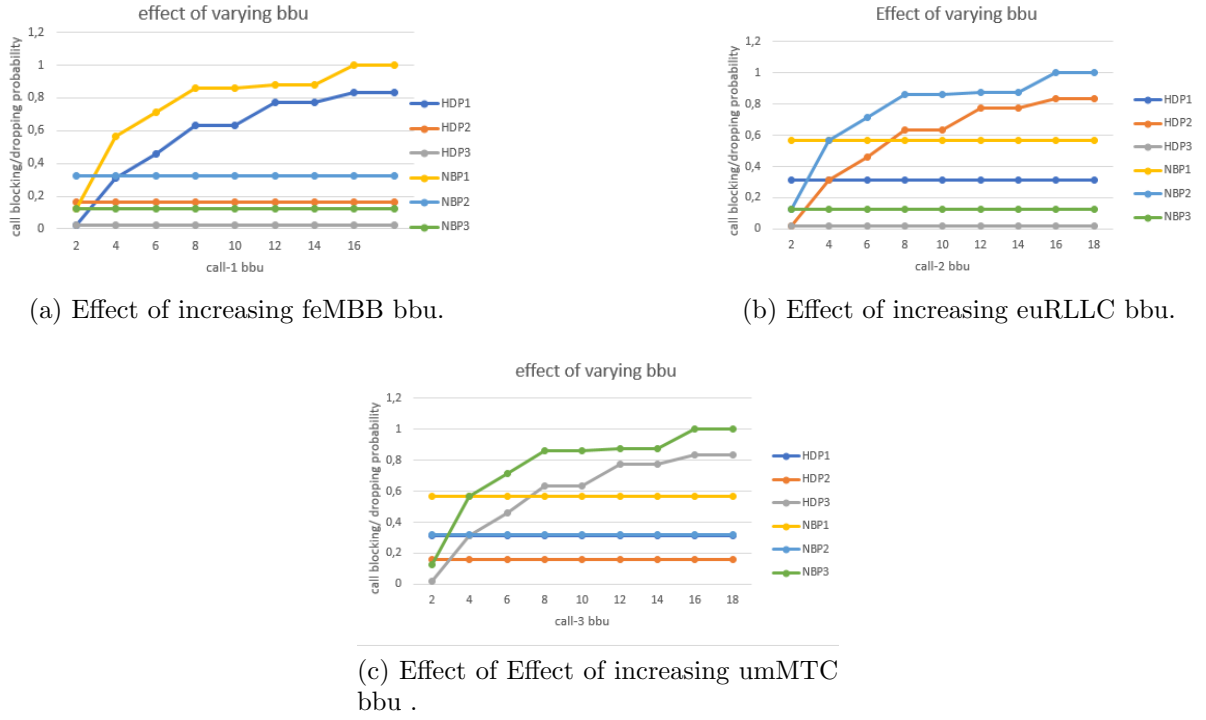 effect of varying bbu
call blocking/dropping probability
1,2
1
0,8
0,6
0,4
0,2
0
2 4 6 8 10 12 14 16
call-1 bbu
HDP1
HDP2
HDP3
NBP1
NBP2
NBP3
(a) Effect of increasing feMBB bbu.
Effect of varying bbu
call blocking/dropping probability
1,2
1
0,8
0,6
0,4
0,2
0
2 4 6 8 10 12 14 16 18
call-2 bbu
HDP1
HDP2
HDP3
NBP1
NBP2
NBP3
(b) Effect of increasing euRLLC bbu.
effect of varying bbu
call blocking/ dropping probability
1,2
1
0,8
0,6
0,4
0,2
0
2 4 6 8 10 12 14 16 18
call-3 bbu
HDP1
HDP2
HDP3
NBP1
NBP2
NBP3
(c) Effect of Effect of increasing umMTC
bbu .